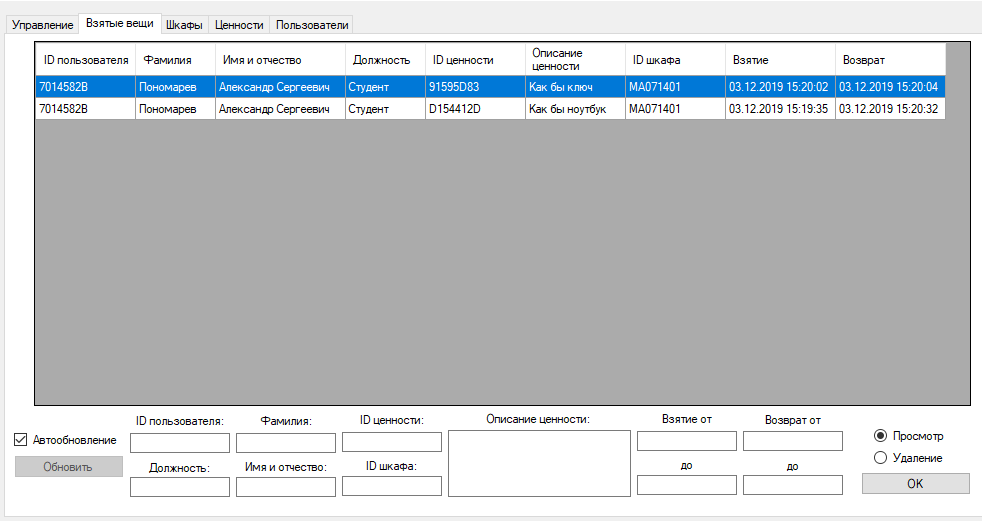 Управление Взятые вещи Шкафы Ценности Пользователи
ID пользователя Фамилия Имя и отчество Должность ID ценности Описание ценности ID шкафа Взятие Возврат
7014582B Пономарев Александр Сергеевич Студент 91595D83 Как бы ключ MA071401 03.12.2019 15:20:02 03.12.2019 15:20:04
7014582B Пономарев Александр Сергеевич Студент D154412D Как бы ноутбук MA071401 03.12.2019 15:19:35 03.12.2019 15:20:32
ID пользователя: Фамилия: ID ценности: Описание ценности: Взятие от Возврат от
Автообновление Просмотр
Обновить Должность: Имя и отчество: ID шкафа: до до Удаление
OK